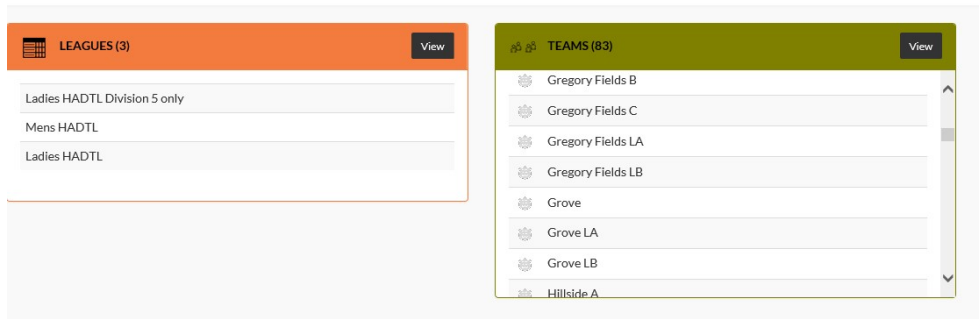 LEAGUES (3)
View
Ladies HADTL Division 5 only
Mens HADTL
Ladies HADTL
TEAMS (83)
View
Gregory Fields B
Gregory Fields C
Gregory Fields LA
Gregory Fields LB
Grove
Grove LA
Grove LB
Hillside A